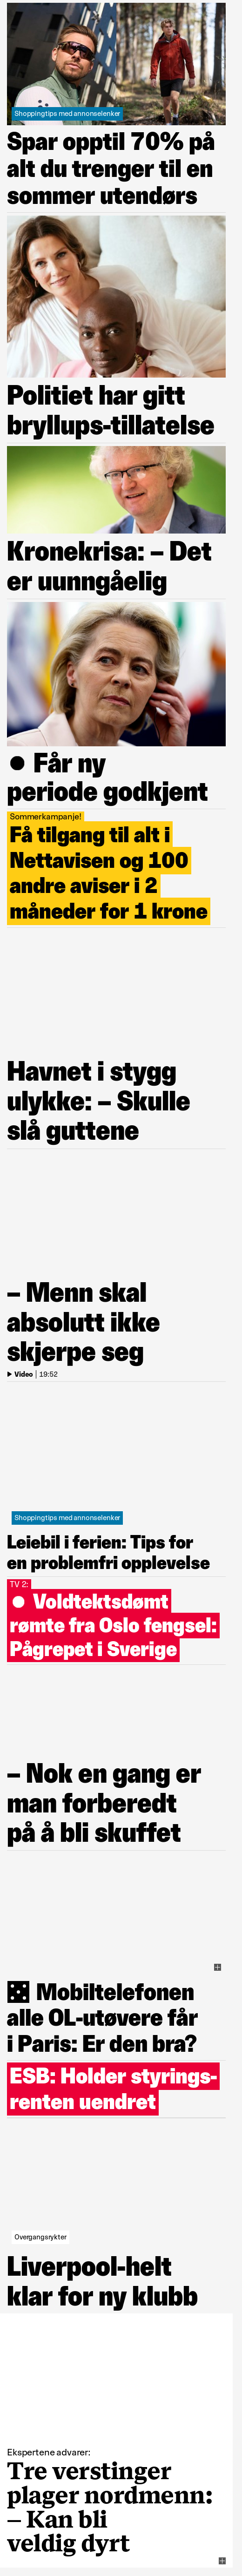 Shoppingtips med annonselenker
Spar opptil 70% på
alt du trenger til en
sommer utendørs
Politiet har gitt
bryllups-tillatelse
Kronekrisa: – Det
er uunngåelig
Får ny
periode godkjent
Sommerkampanje!
Få tilgang til alt i
Nettavisen og 100
andre aviser i 2
måneder for 1 krone
Havnet i stygg
ulykke: – Skulle
slå guttene
– Menn skal
absolutt ikke
skjerpe seg
Video | 19:52
Shoppingtips med annonselenker
Leiebil i ferien: Tips for
en problemfri opplevelse
TV 2:
Voldtektsdømt
rømte fra Oslo fengsel:
Pågrepet i Sverige
– Nok en gang er
man forberedt
på å bli skuffet
Mobiltelefonen
alle OL-utøvere får
i Paris: Er den bra?
ESB: Holder styrings-
renten uendret
Overgangsrykter
Liverpool-helt
klar for ny klubb
Ekspertene advarer:
Tre verstinger
plager nordmenn:
– Kan bli
veldig dyrt